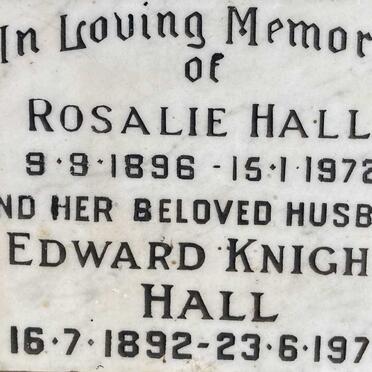 In Loving Memor
of
ROSALIE HALL
9·9·1896 - 15·1·1972
ND HER BELOVED HUSB
EDWARD KNIGH
HALL
16·7·1892-23·6·197